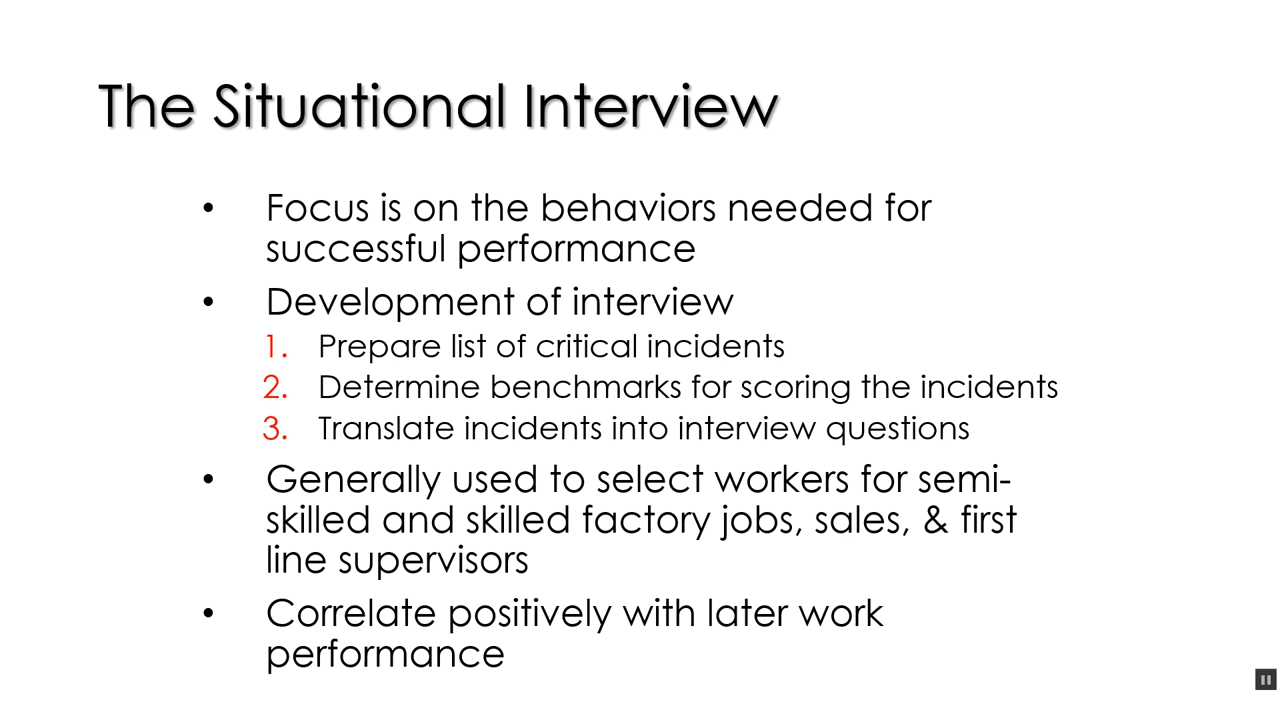 The Situational Interview
• Focus is on the behaviors needed for
successful performance
• Development of interview
1. Prepare list of critical incidents
2. Determine benchmarks for scoring the incidents
3. Translate incidents into interview questions
• Generally used to select workers for semi-
skilled and skilled factory jobs, sales, & first
line supervisors
• Correlate positively with later work
performance